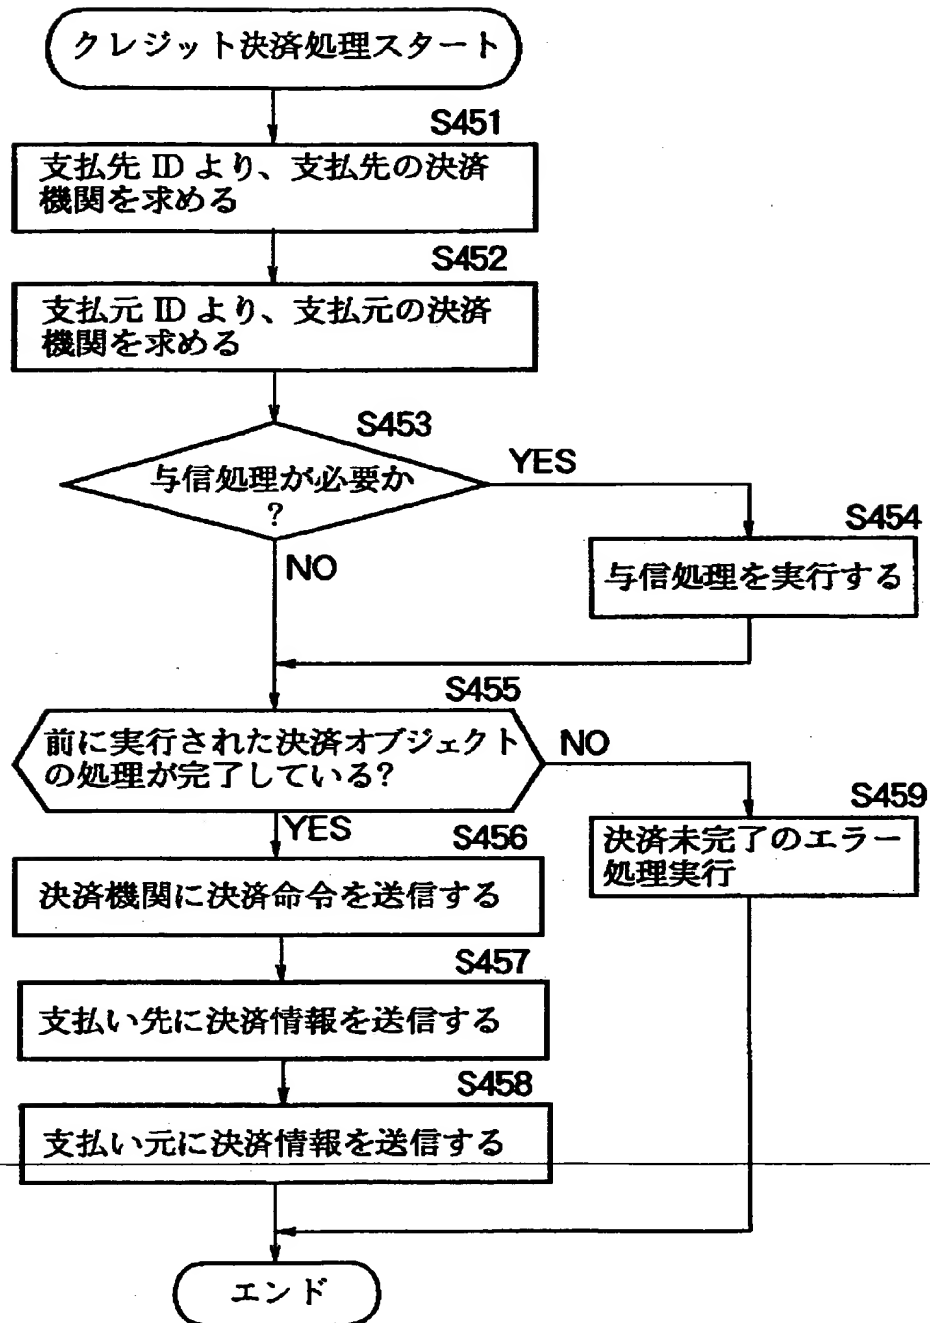 クレジット決済処理スタート
S451
支払先 ID より、支払先の決済
機関を求める
S452
支払元 ID より、支払元の決済
機関を求める
S453
与信処理が必要か
?
YES
NO
S454
与信処理を実行する
S455
前に実行された決済オブジェクト
の処理が完了している?
NO
YES
S459
決済未完了のエラー
処理実行
S456
決済機関に決済命令を送信する
S457
支払い先に決済情報を送信する
S458
支払い元に決済情報を送信する
エンド